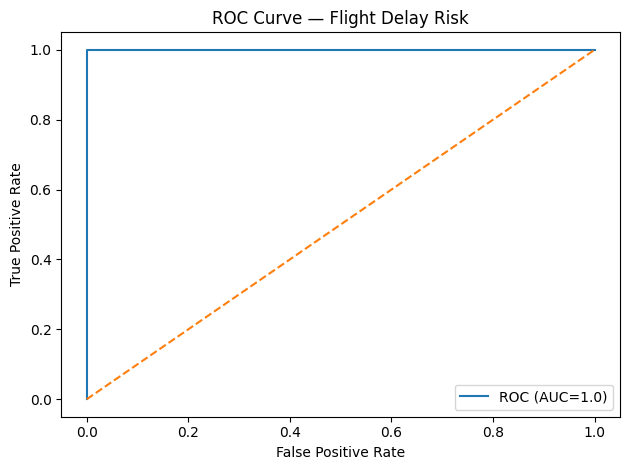 ROC Curve — Flight Delay Risk
True Positive Rate
1.0
0.8
0.6
0.4
0.2
0.0
0.0 0.2 0.4 0.6 0.8 1.0
False Positive Rate
ROC (AUC=1.0)